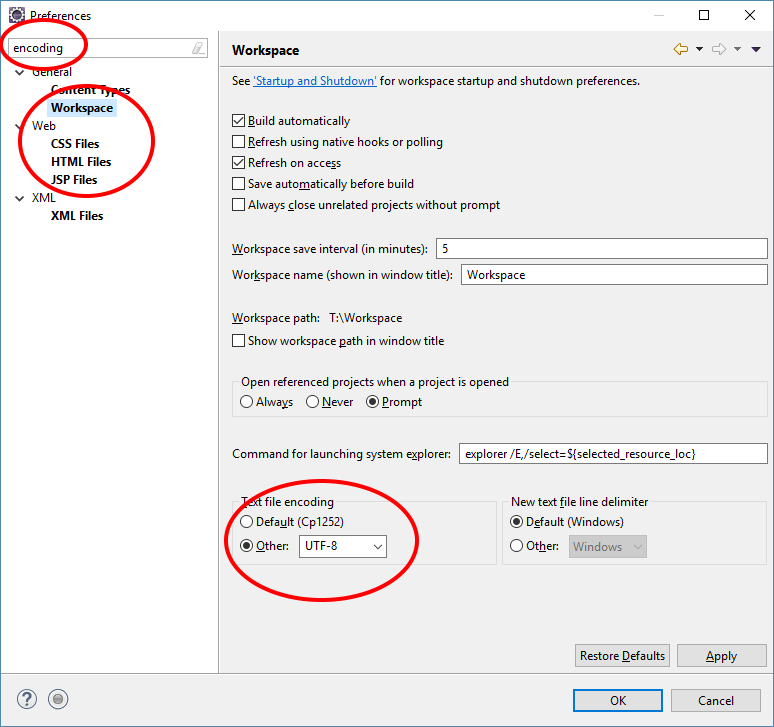 Preferences
encoding
General
Content Types
Workspace
Web
CSS Files
HTML Files
JSP Files
XML
XML Files
Workspace
See 'Startup and Shutdown' for workspace startup and shutdown preferences.
Build automatically
Refresh using native hooks or polling
Refresh on access
Save automatically before build
Always close unrelated projects without prompt
Workspace save interval (in minutes): 5
Workspace name (shown in window title): Workspace
Workspace path: T:\Workspace
Show workspace path in window title
Open referenced projects when a project is opened
Always Never Prompt
Command for launching system explorer: explorer /E,/select=${selected_resource_loc}
Text file encoding
Default (Cp1252)
Other: UTF-8
New text file line delimiter
Default (Windows)
Other: Windows
Restore Defaults Apply
? OK Cancel